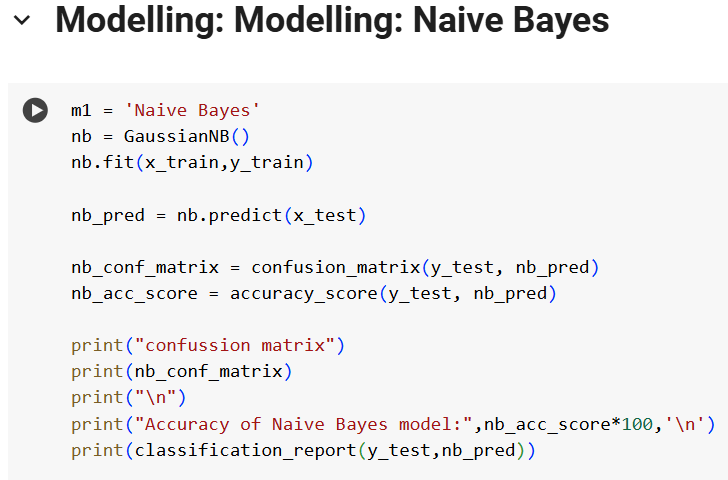 Modelling: Modelling: Naive Bayes
m1 = 'Naive Bayes'
nb = GaussianNB()
nb.fit(x_train,y_train)
nb_pred = nb.predict(x_test)
nb_conf_matrix = confusion_matrix(y_test, nb_pred)
nb_acc_score = accuracy_score(y_test, nb_pred)
print("confussion matrix")
print(nb_conf_matrix)
print("\n")
print("Accuracy of Naive Bayes model:",nb_acc_score*100,'\n')
print(classification_report(y_test,nb_pred))